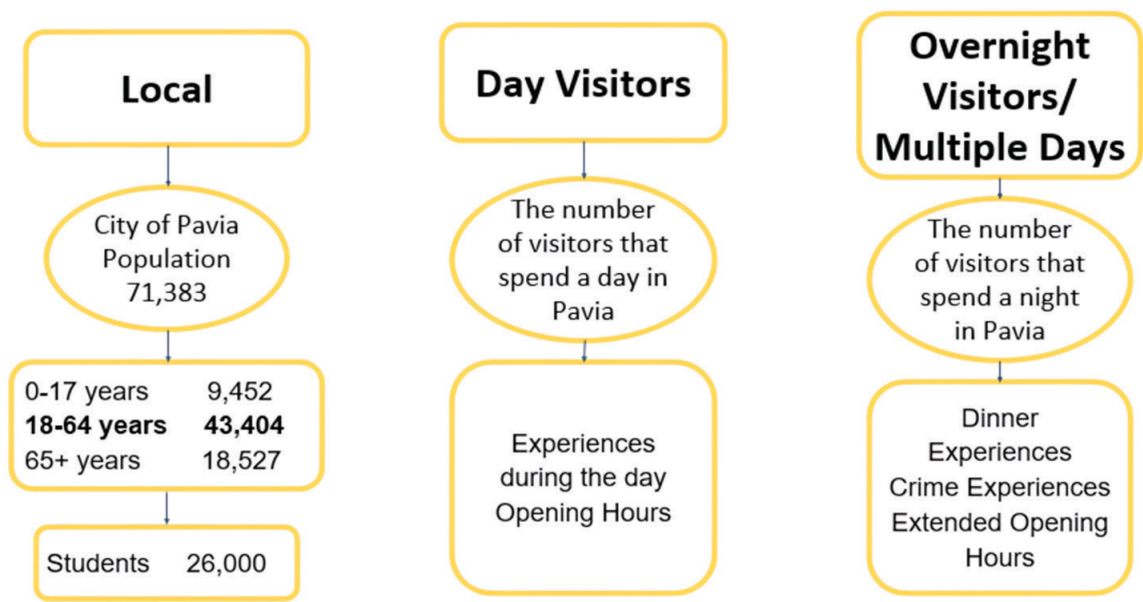 Local
City of Pavia
Population
71,383
0-17 years 9,452
18-64 years 43,404
65+ years 18,527
Students 26,000
Day Visitors
The number
of visitors that
spend a day in
Pavia
Experiences
during the day
Opening Hours
Overnight
Visitors/
Multiple Days
The number
of visitors that
spend a night
in Pavia
Dinner
Experiences
Crime Experiences
Extended Opening
Hours